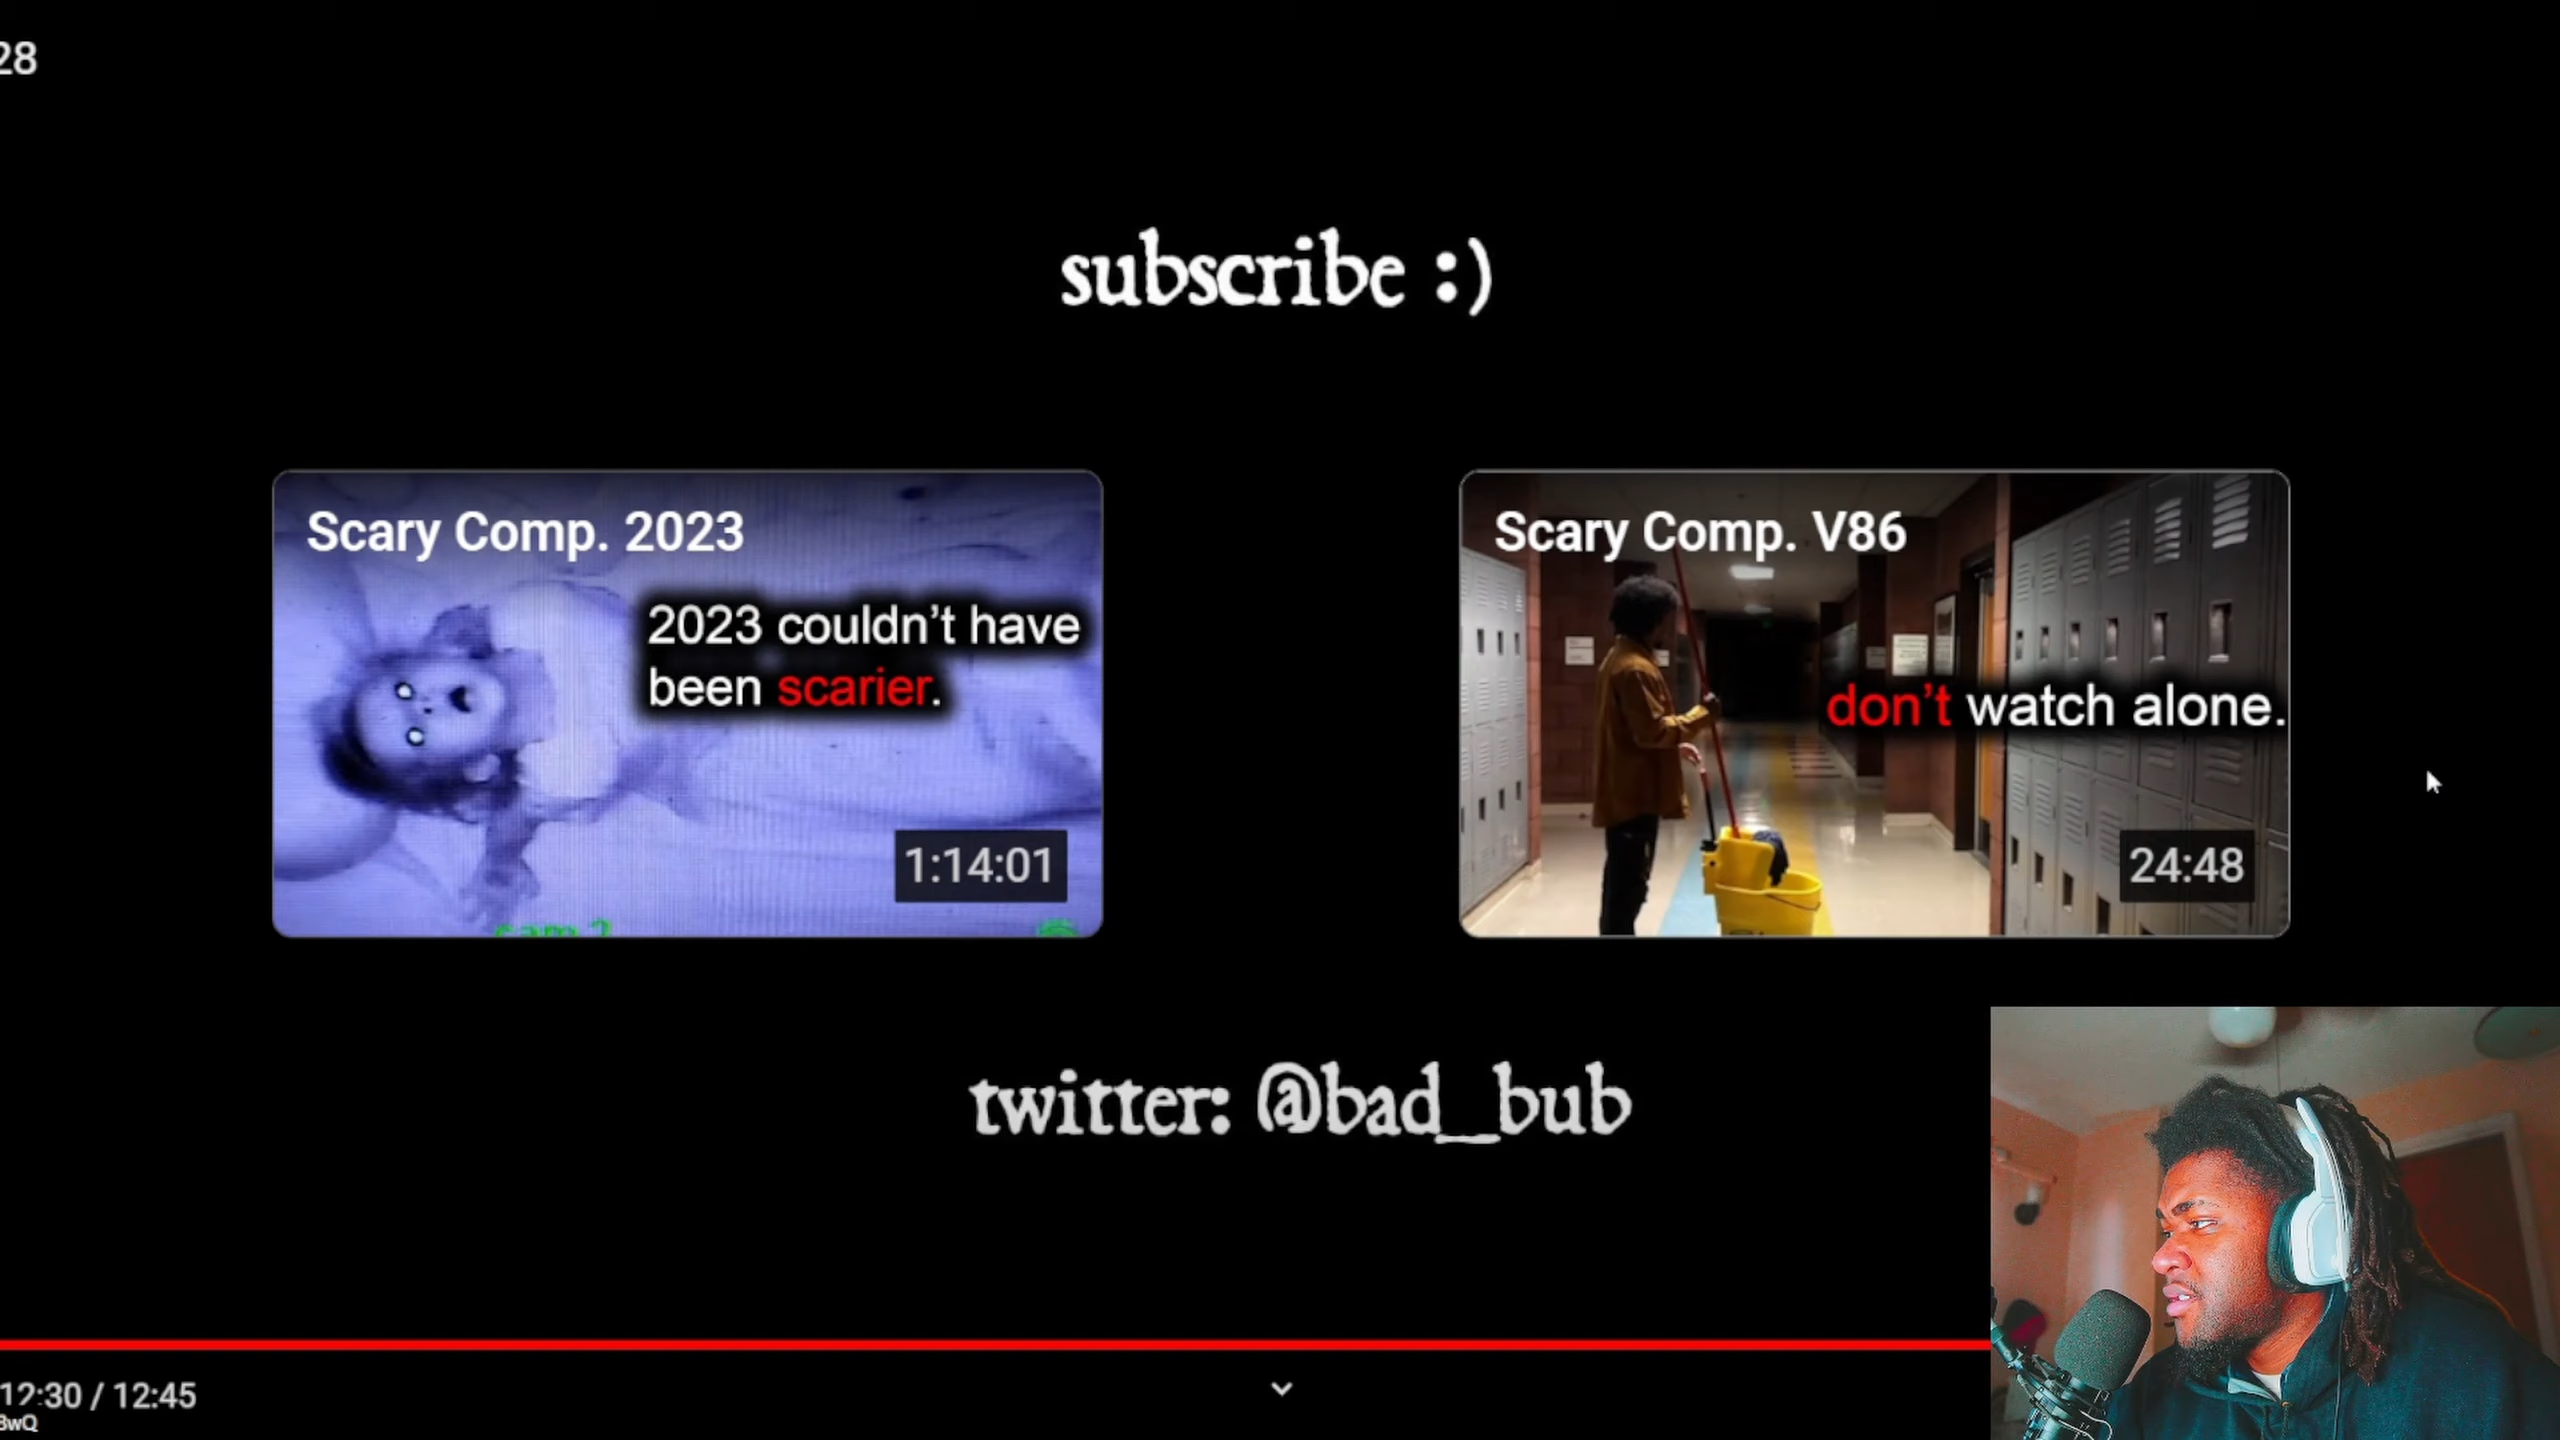 28
subscribe :)
Scary Comp. 2023
2023 couldn't have
been scarier.
1:14:01
Scary Comp. V86
don't watch alone.
24:48
twitter: @bad_bub
12:30 / 12:45
3wQ